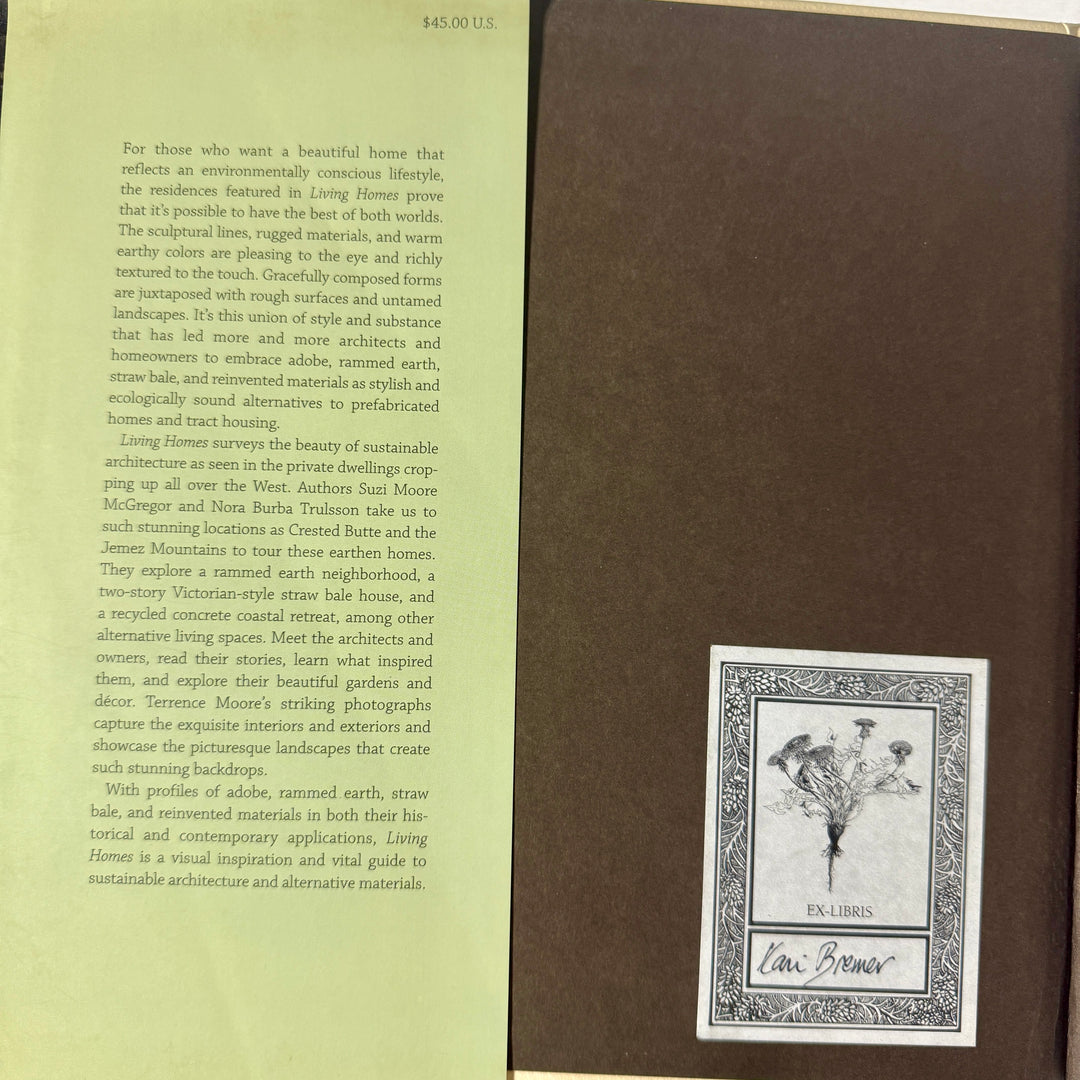 $45.00 U.S.
For those who want a beautiful home that
reflects an environmentally conscious lifestyle,
the residences featured in Living Homes prove
that it's possible to have the best of both worlds.
The sculptural lines, rugged materials, and warm
earthy colors are pleasing to the eye and richly
textured to the touch. Gracefully composed forms
are juxtaposed with rough surfaces and untamed
landscapes. It's this union of style and substance
that has led more and more architects and
homeowners to embrace adobe, rammed earth,
straw bale, and reinvented materials as stylish and
ecologically sound alternatives to prefabricated
homes and tract housing.
Living Homes surveys the beauty of sustainable
architecture as seen in the private dwellings crop-
ping up all over the West. Authors Suzi Moore
McGregor and Nora Burba Trulsson take us to
such stunning locations as Crested Butte and the
Jemez Mountains to tour these earthen homes.
They explore a rammed earth neighborhood, a
two-story Victorian-style straw bale house, and
a recycled concrete coastal retreat, among other
alternative living spaces. Meet the architects and
owners, read their stories, learn what inspired
them, and explore their beautiful gardens and
décor. Terrence Moore's striking photographs
capture the exquisite interiors and exteriors and
showcase the picturesque landscapes that create
such stunning backdrops.
With profiles of adobe, rammed earth, straw
bale, and reinvented materials in both their his-
torical and contemporary applications, Living
Homes is a visual inspiration and vital guide to
sustainable architecture and alternative materials.
EX-LIBRIS
Kari Bremer